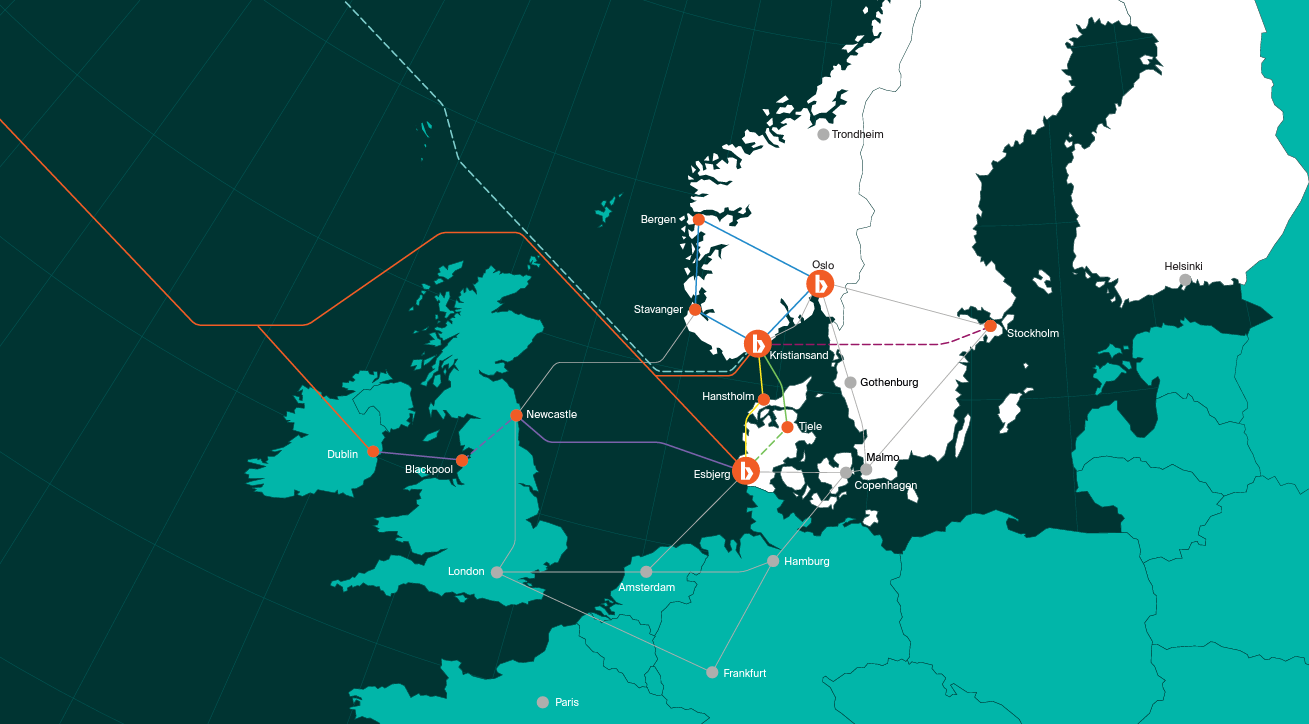 Trondheim
Bergen
Oslo
Helsinki
Stavanger
Stockholm
Kristiansand
Gothenburg
Hanstholm
Newcastle
Tjele
Dublin
Blackpool
Malmo
Esbjerg
Copenhagen
Hamburg
London
Amsterdam
Frankfurt
Paris